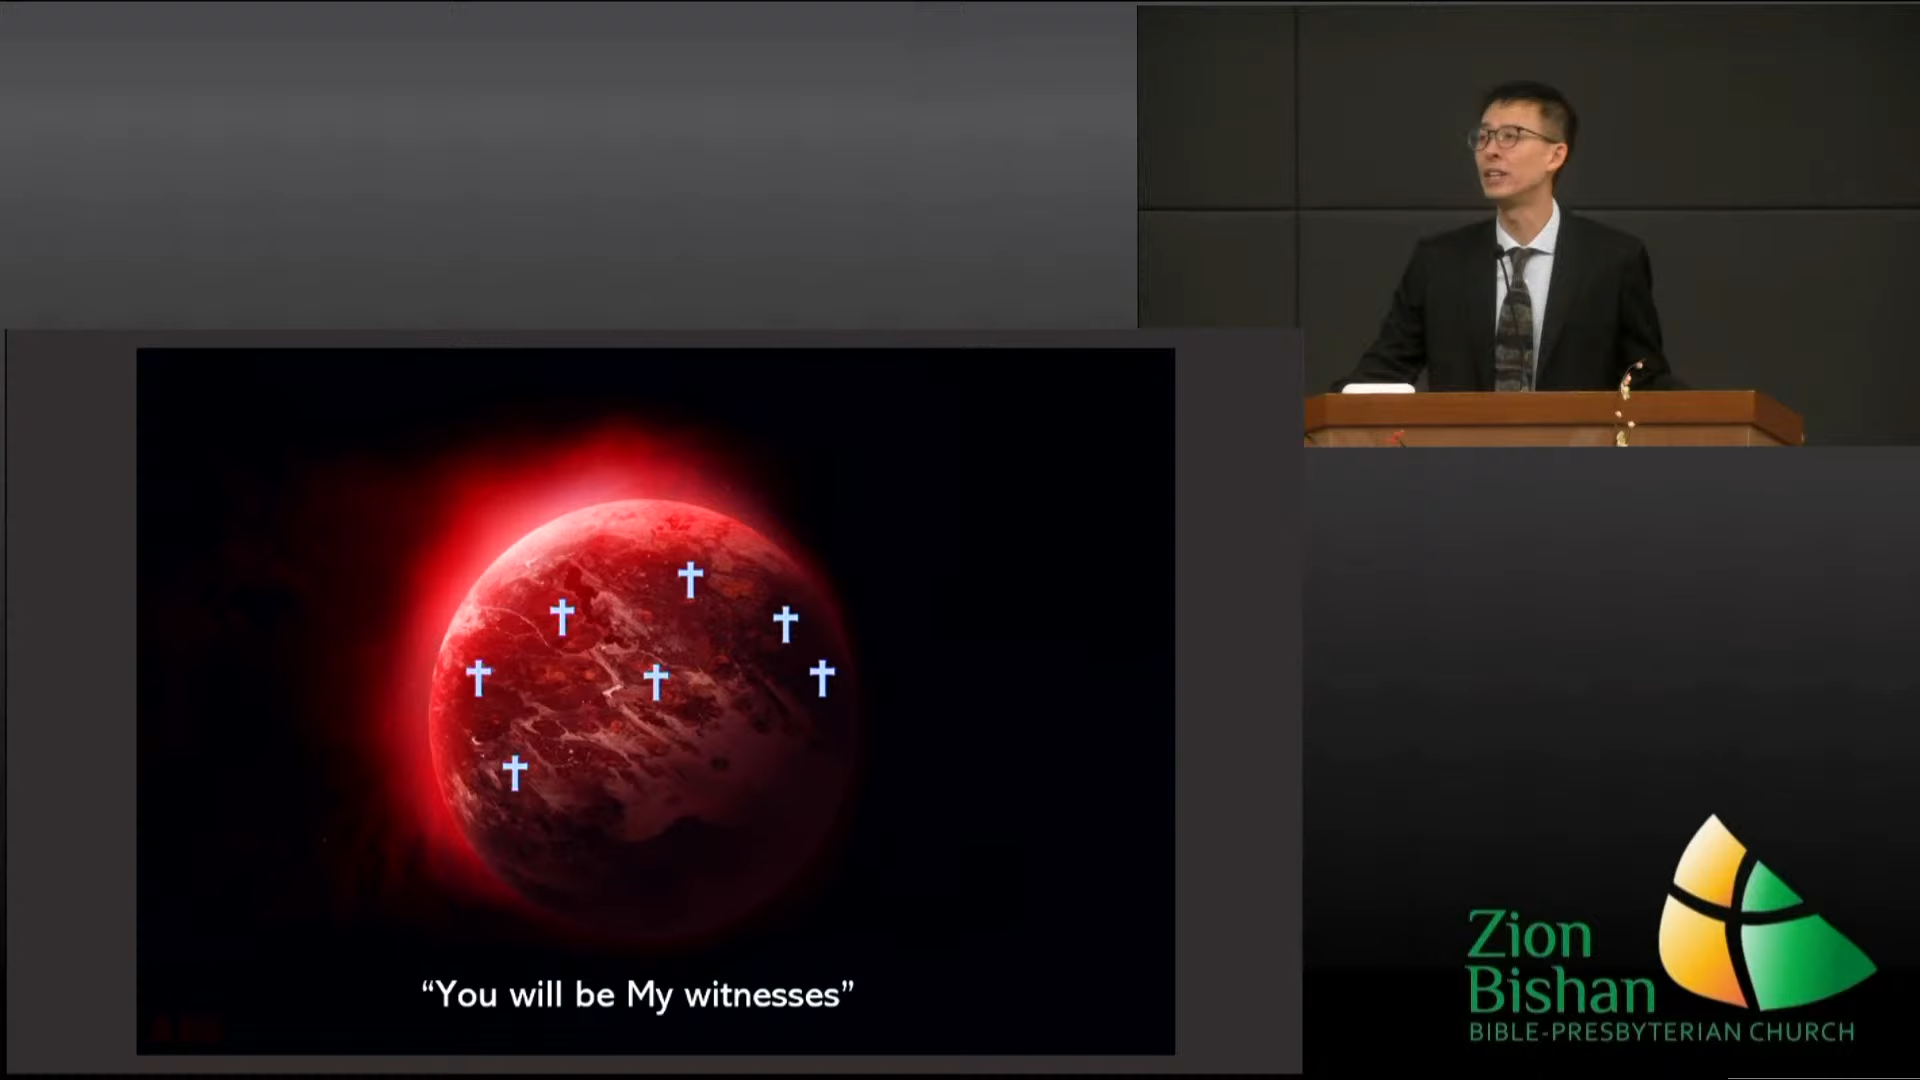 “You will be My witnesses”
Zion
Bishan
BIBLE-PRESBYTERIAN CHURCH